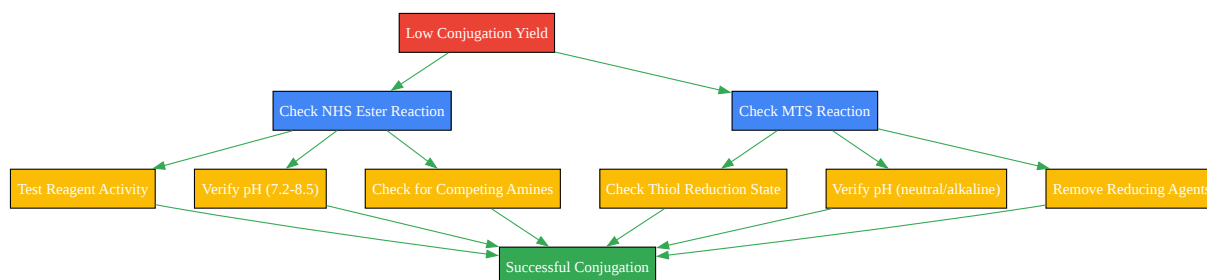 Low Conjugation Yield
Check NHS Ester Reaction
Check MTS Reaction
Test Reagent Activity
Verify pH (7.2-8.5)
Check for Competing Amines
Check Thiol Reduction State
Verify pH (neutral/alkaline)
Remove Reducing Agents
Successful Conjugation